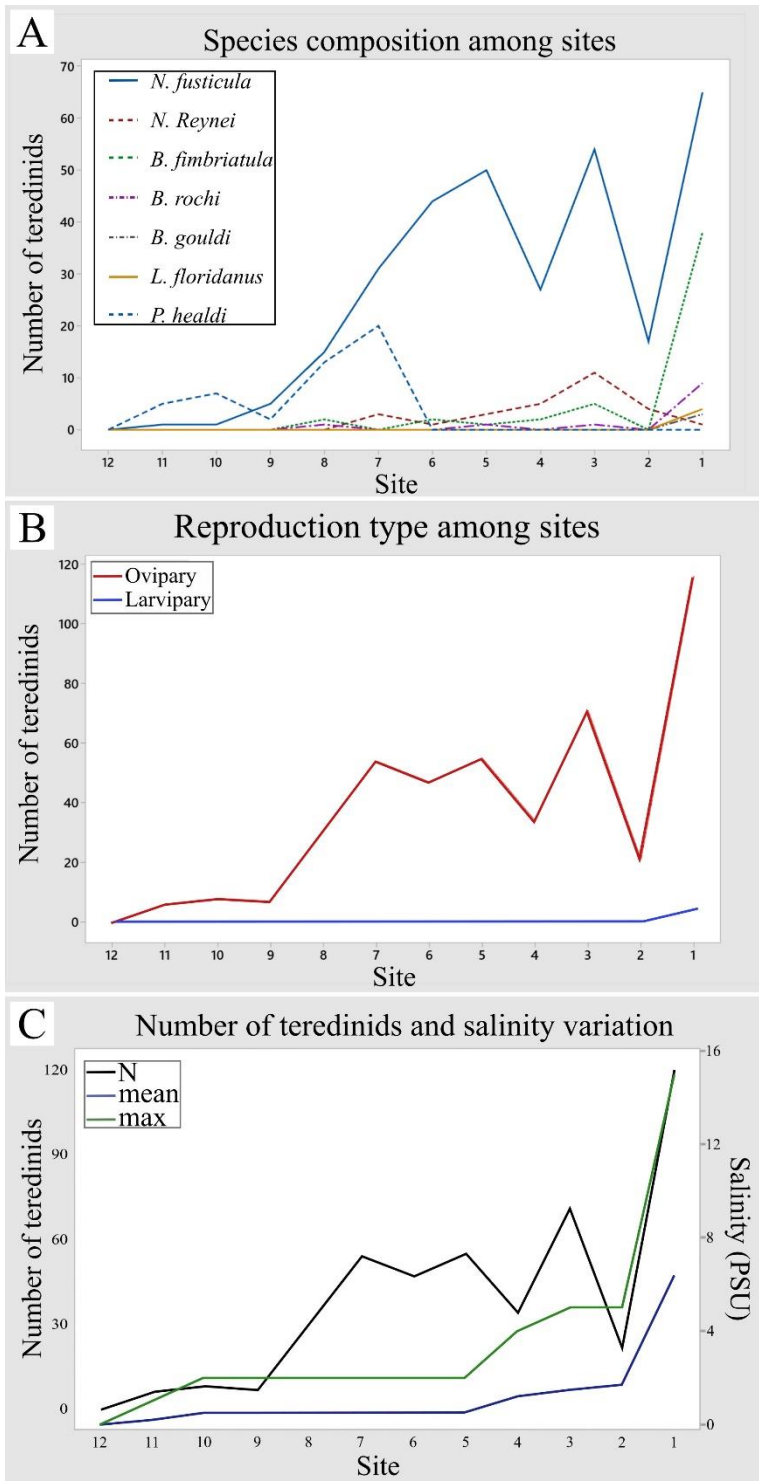 A
Species composition among sites
70
60
50
40
30
20
10
0
Number of teredinids
N. fusticula
N. Reynei
B. fimbriatula
B. rochi
B. gouldi
L. floridanus
P. healdi
12 11 10 9 8 7 6 5 4 3 2 1
Site
B
Reproduction type among sites
120
100
80
60
40
20
0
Number of teredinids
Ovipary
Larvipary
12 11 10 9 8 7 6 5 4 3 2 1
Site
C
Number of teredinids and salinity variation
120
90
60
30
0
Number of teredinids
N
mean
max
16
12
8
4
0
Salinity (PSU)
12 11 10 9 8 7 6 5 4 3 2 1
Site